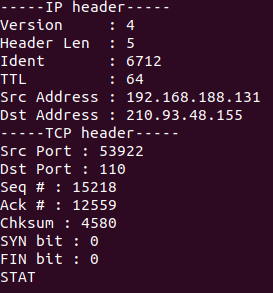 -----IP header-----
Version     : 4
Header Len  : 5
Ident       : 6712
TTL         : 64
Src Address : 192.168.188.131
Dst Address : 210.93.48.155
-----TCP header-----
Src Port : 53922
Dst Port : 110
Seq # : 15218
Ack # : 12559
Chksum : 4580
SYN bit : 0
FIN bit : 0
STAT